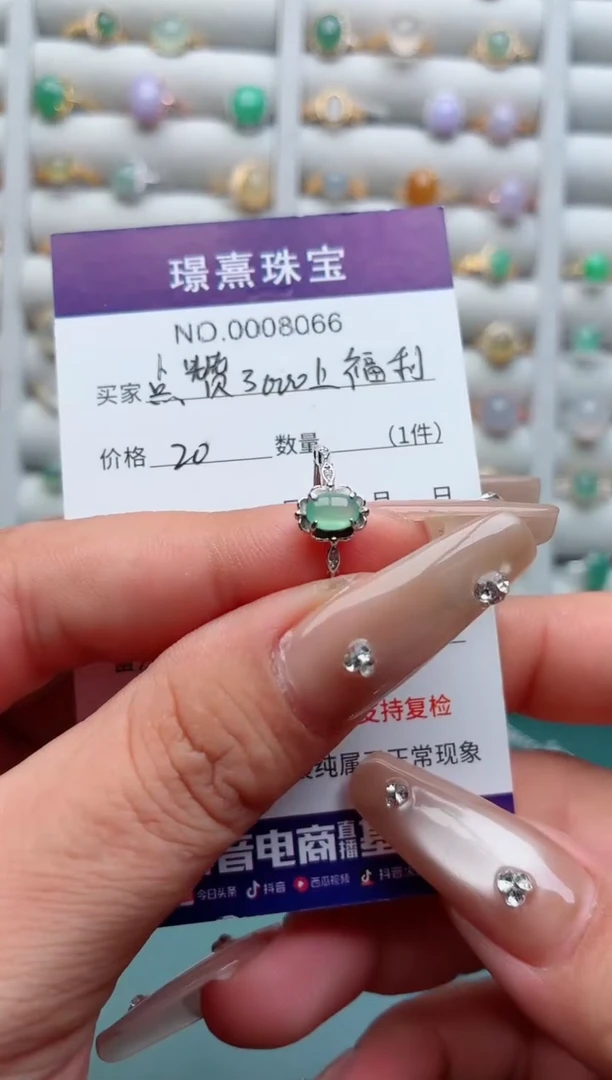 璟熹珠宝
NO.0008066
买家 点赞3000上福利
价格 20 数量 (1件)
月 日
支持复检
纯属正常现象
音电商直播基
今日头条 抖音 西瓜视频 抖音